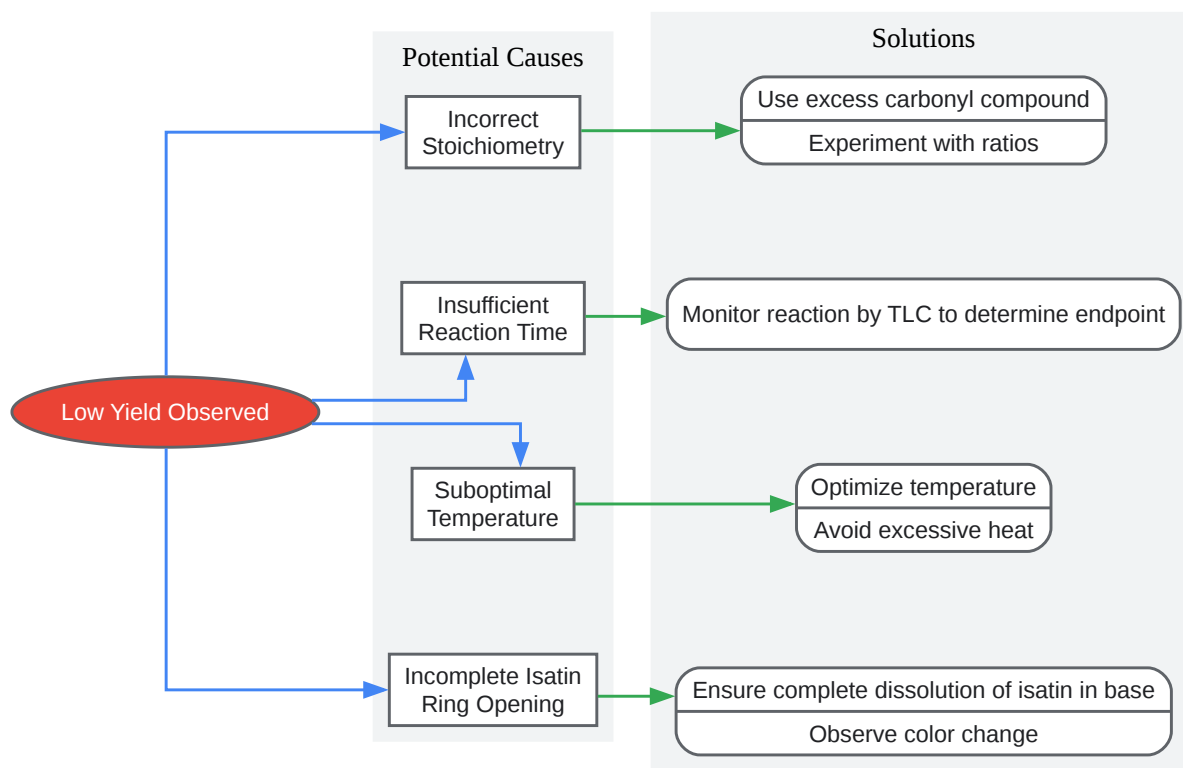 Solutions
Potential Causes
Use excess carbonyl compound
Experiment with ratios
Incorrect
Stoichiometry
Insufficient
Reaction Time
Monitor reaction by TLC to determine endpoint
Low Yield Observed
Suboptimal
Temperature
Optimize temperature
Avoid excessive heat
Incomplete Isatin
Ring Opening
Ensure complete dissolution of isatin in base
Observe color change